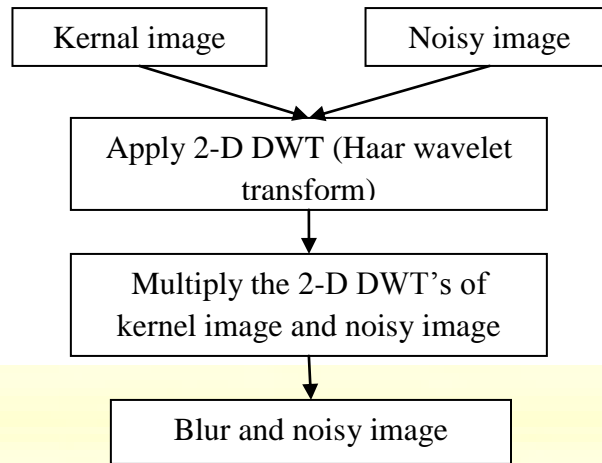 Kernal image
Noisy image
Apply 2-D DWT (Haar wavelet
transform)
Multiply the 2-D DWT’s of
kernel image and noisy image
Blur and noisy image